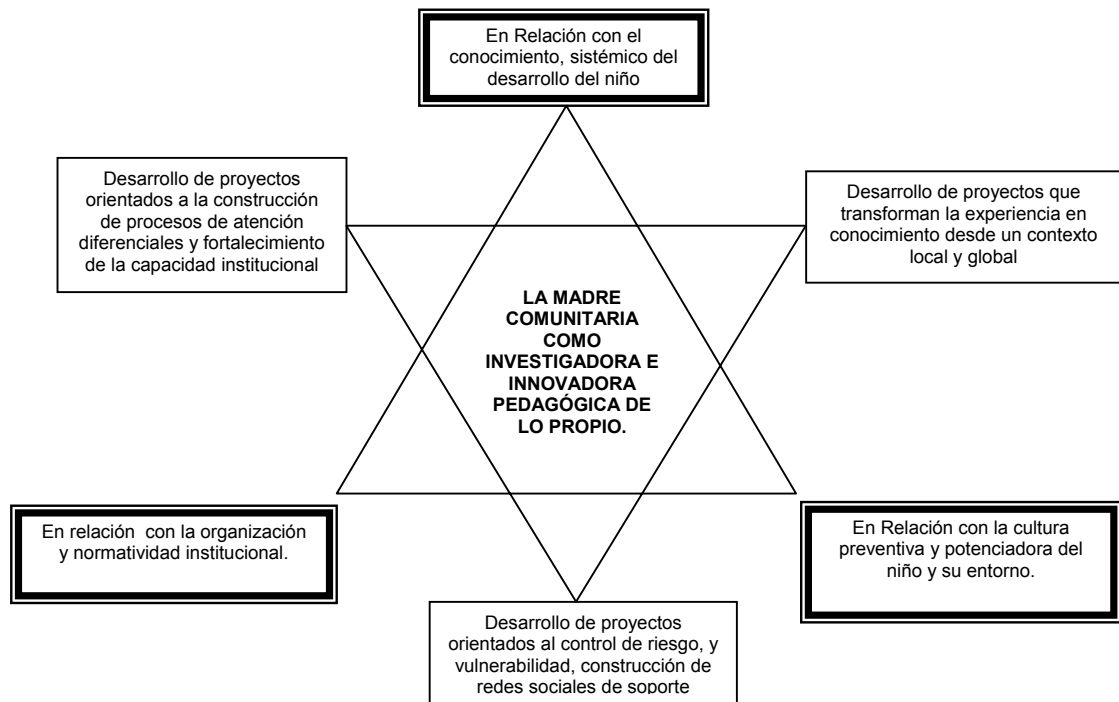 En Relación con el
conocimiento, sistémico del
desarrollo del niño
Desarrollo de proyectos
orientados a la construcción
de procesos de atención
diferenciales y fortalecimiento
de la capacidad institucional
Desarrollo de proyectos que
transforman la experiencia en
conocimiento desde un contexto
local y global
LA MADRE
COMUNITARIA
COMO
INVESTIGADORA E
INNOVADORA
PEDAGÓGICA DE
LO PROPIO.
En relación con la organización
y normatividad institucional.
En Relación con la cultura
preventiva y potenciadora del
niño y su entorno.
Desarrollo de proyectos
orientados al control de riesgo, y
vulnerabilidad, construcción de
redes sociales de soporte